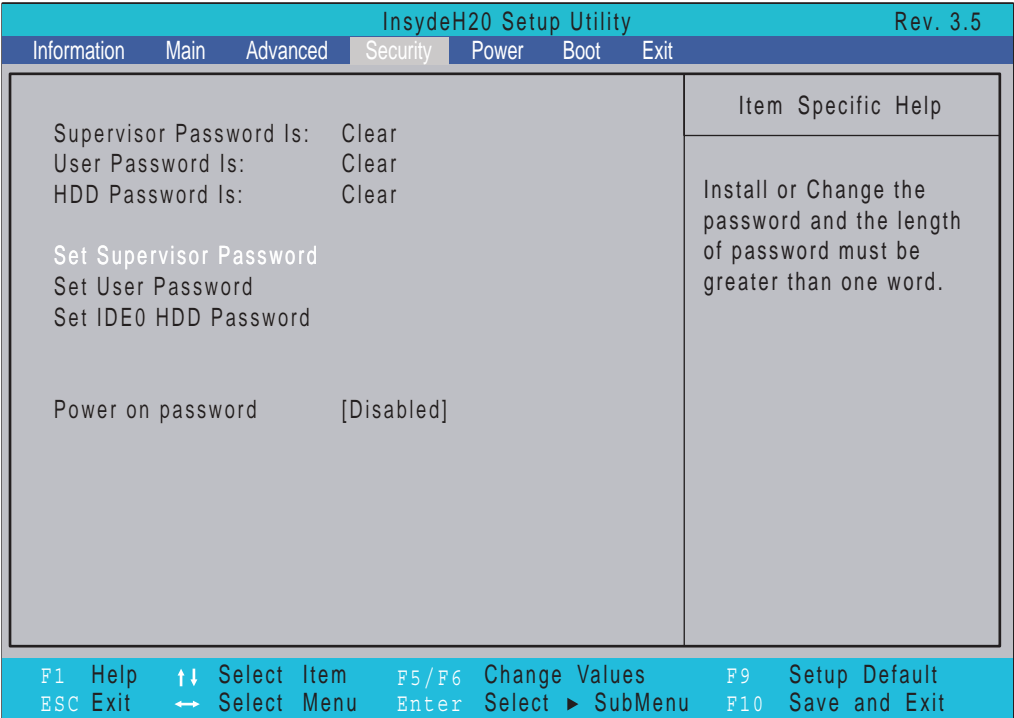 InsydeH20 Setup Utility Rev. 3.5
Information Main Advanced Security Power Boot Exit
Item Specific Help
Supervisor Password Is: Clear
User Password Is: Clear
HDD Password Is: Clear
Install or Change the
password and the length
of password must be
greater than one word.
Set Supervisor Password
Set User Password
Set IDE0 HDD Password
Power on password [Disabled]
F1 Help ↑↓ Select Item F5/F6 Change Values F9 Setup Default
ESC Exit ↔ Select Menu Enter Select ► SubMenu F10 Save and Exit